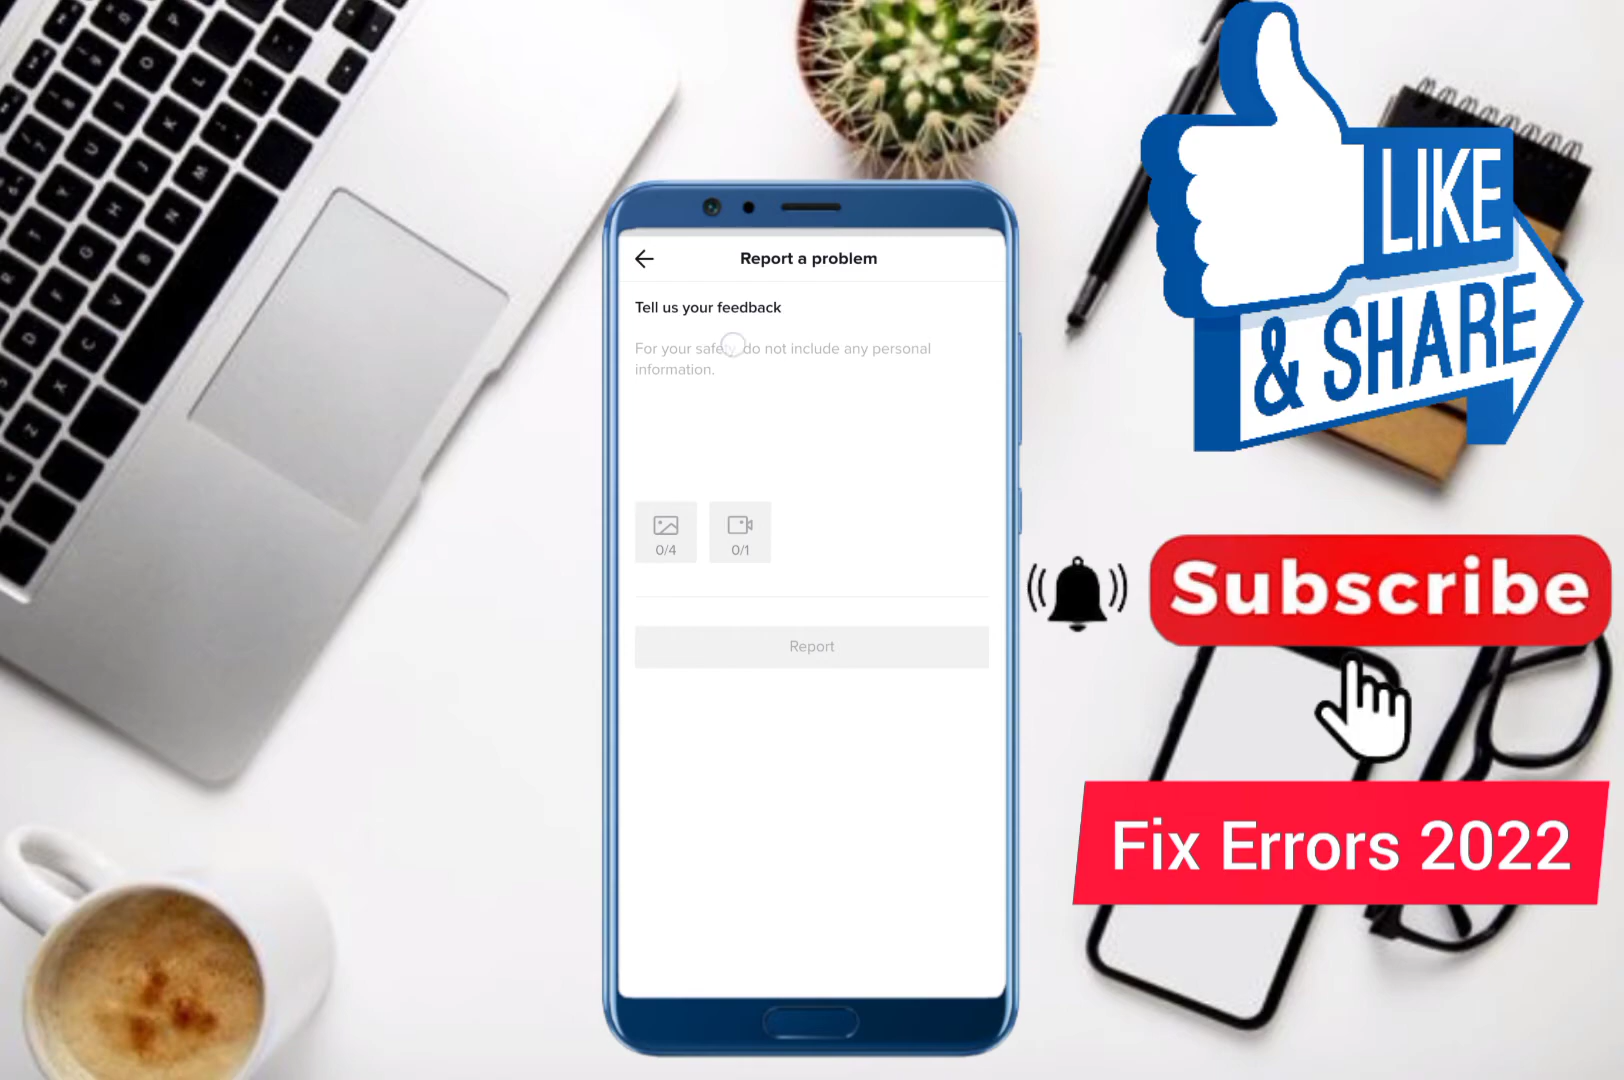 Report a problem
Tell us your feedback
For your safety, do not include any personal
information.
0/4 0/1
Report
LIKE
& SHARE
Subscribe
Fix Errors 2022